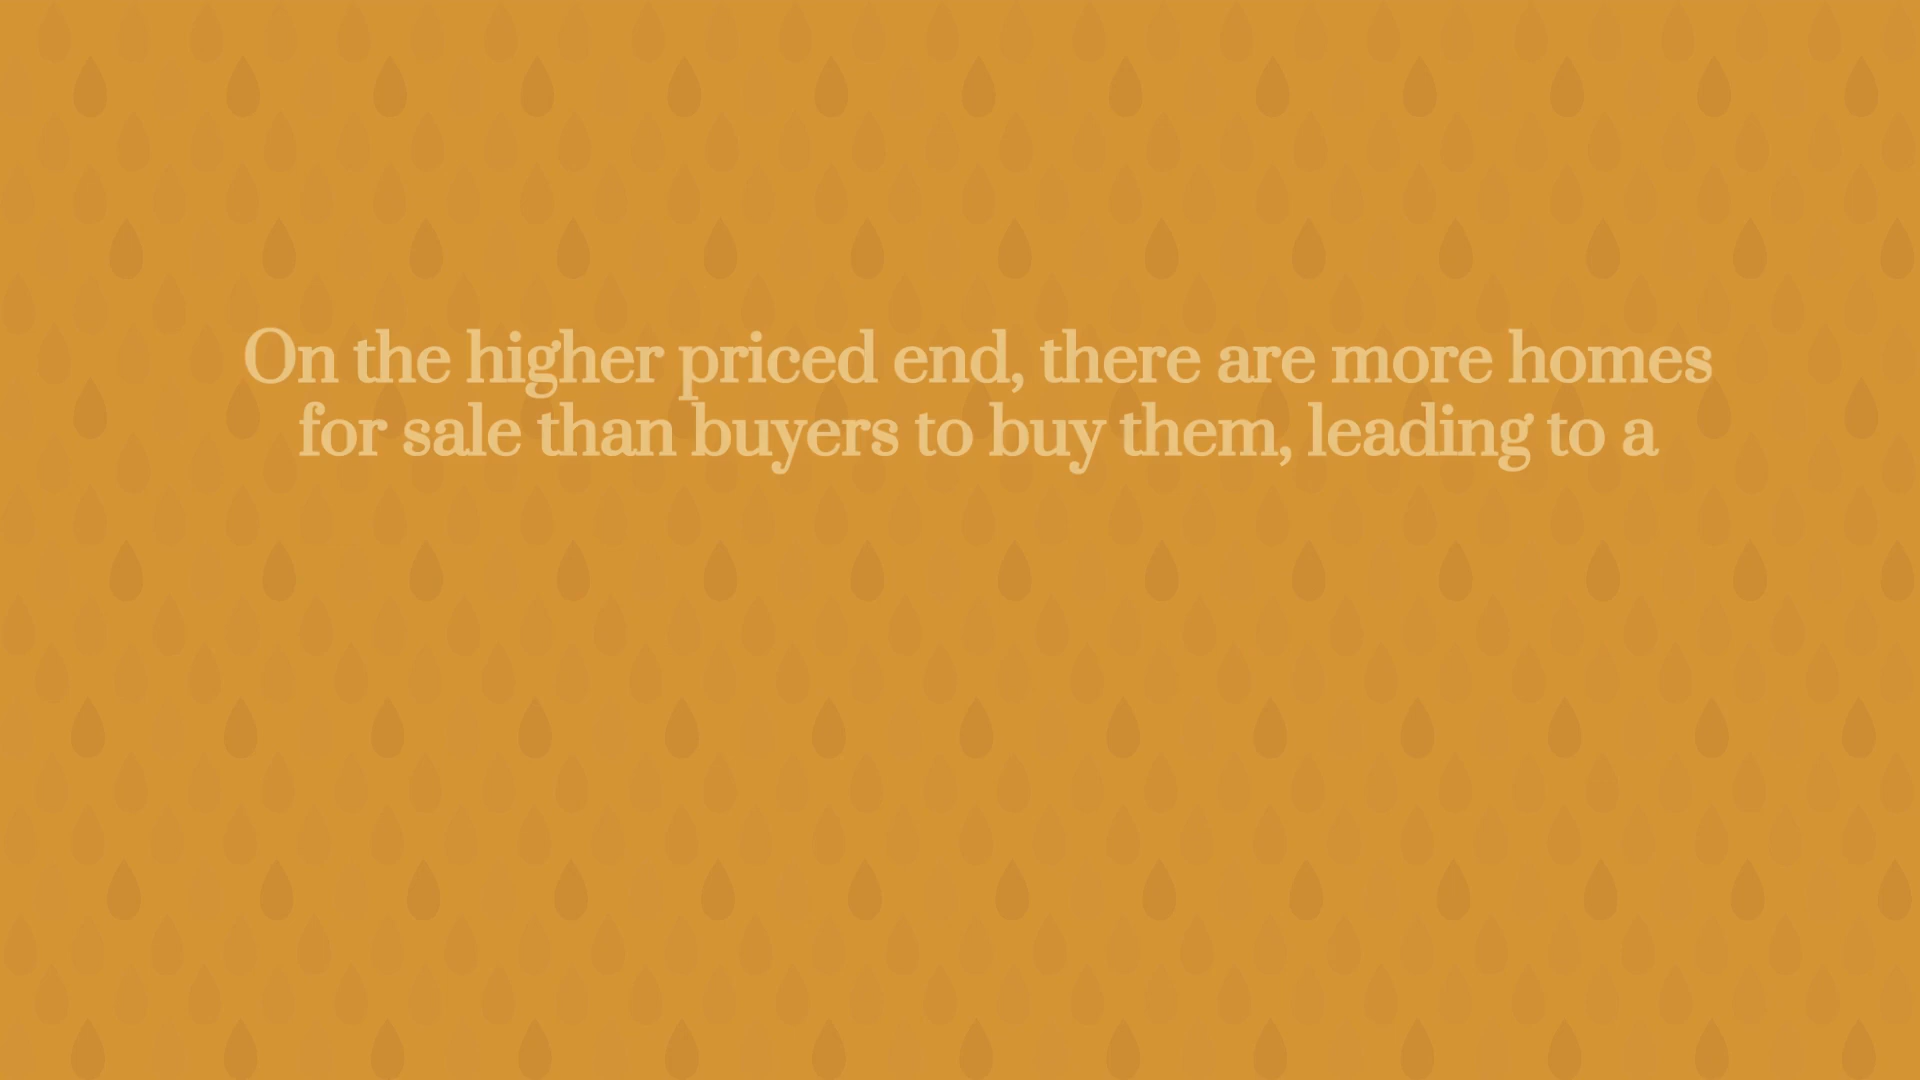 On the higher priced end, there are more homes
for sale than buyers to buy them, leading to a